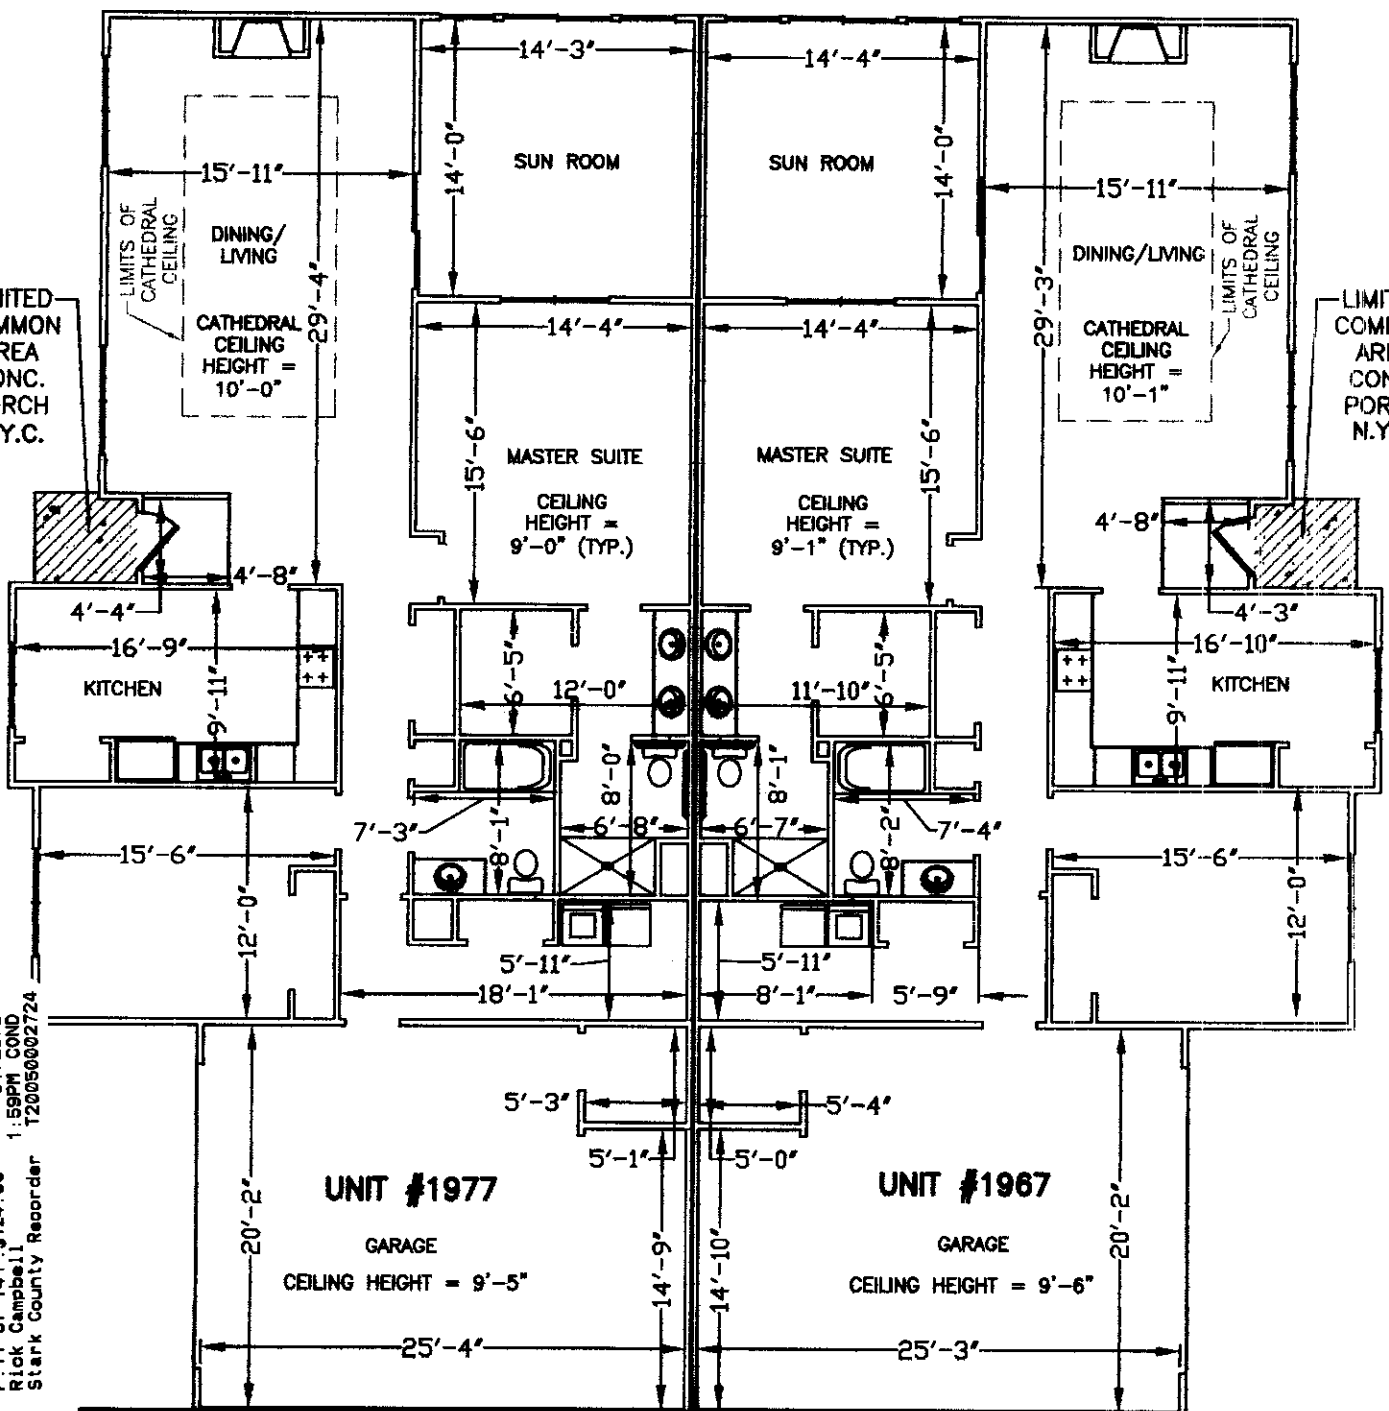 14'-3"
14'-4"
14'-0"
14'-0"
SUN ROOM
SUN ROOM
15'-11"
15'-11"
LIMITS OF
CATHEDRAL
CEILING
DINING/
LIVING
29'-4"
CATHEDRAL
CEILING
HEIGHT =
10'-0"
DINING/LIVING
29'-3"
CATHEDRAL
CEILING
HEIGHT =
10'-1"
LIMITS OF
CATHEDRAL
CEILING
14'-4"
14'-4"
15'-6"
15'-6"
MASTER SUITE
CEILING
HEIGHT =
9'-0" (TYP.)
MASTER SUITE
CEILING
HEIGHT =
9'-1" (TYP.)
4'-8"
4'-4"
4'-8"
4'-3"
16'-9"
KITCHEN
9'-11"
16'-10"
KITCHEN
9'-11"
6'-5"
12'-0"
11'-10"
6'-5"
8'-0"
8'-1"
7'-3"
8'-1"
6'-8"
6'-7"
8'-2"
7'-4"
15'-6"
12'-0"
15'-6"
12'-0"
5'-11"
5'-11"
18'-1"
8'-1"
5'-9"
5'-3"
5'-4"
5'-1"
5'-0"
UNIT #1977
GARAGE
CEILING HEIGHT = 9'-5"
UNIT #1967
GARAGE
CEILING HEIGHT = 9'-6"
20'-2"
14'-9"
14'-10"
20'-2"
25'-4"
25'-3"
1:59PM COND
Rick Campbell
Stark County Recorder T20050002724